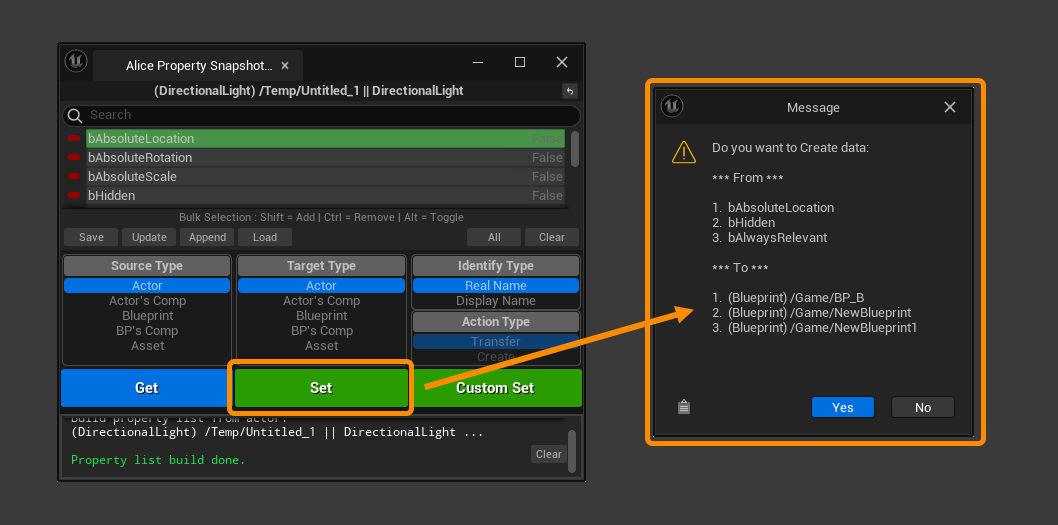 Alice Property Snapshot...
(DirectionalLight) /Temp/Untitled_1 || DirectionalLight
Search
bAbsoluteLocation False
bAbsoluteRotation False
bAbsoluteScale False
bHidden False
Bulk Selection : Shift = Add | Ctrl = Remove | Alt = Toggle
Save Update Append Load All Clear
Source Type Target Type Identify Type
Actor Actor Real Name
Actor's Comp Actor's Comp Display Name
Blueprint Blueprint
Action Type
BP's Comp BP's Comp
Transfer
Asset Asset
Create
Get Set Custom Set
Build property list from actor:
(DirectionalLight) /Temp/Untitled_1 || DirectionalLight ...
Property list build done.
Clear
Message
Do you want to Create data:
*** From ***
1. bAbsoluteLocation
2. bHidden
3. bAlwaysRelevant
*** To ***
1. (Blueprint) /Game/BP_B
2. (Blueprint) /Game/NewBlueprint
3. (Blueprint) /Game/NewBlueprint1
Yes No